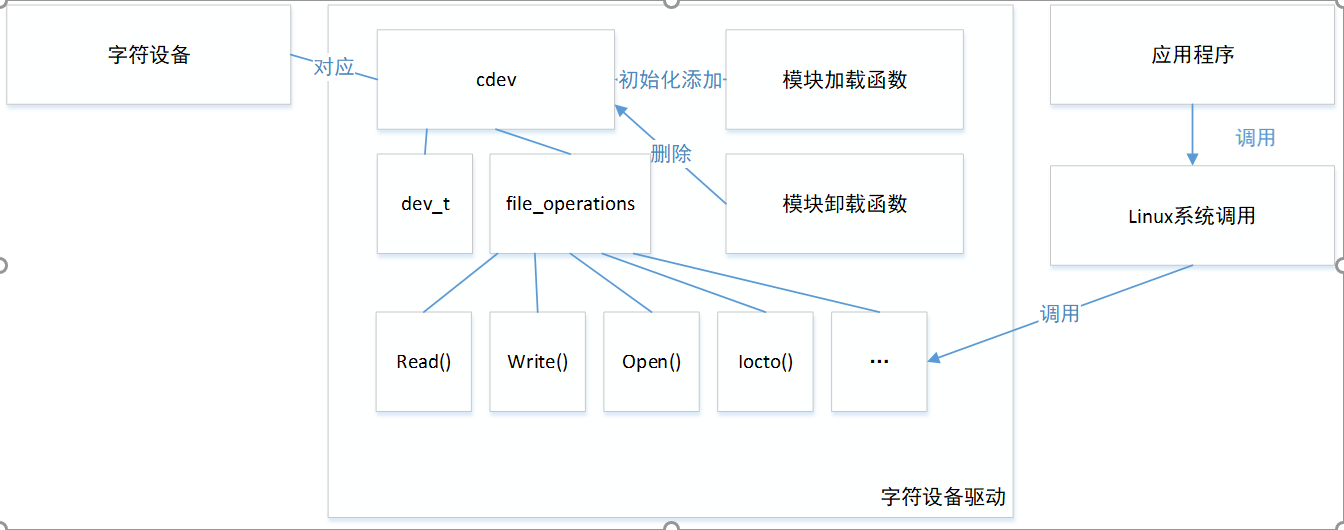 字符设备
对应
cdev
初始化添加
模块加载函数
应用程序
调用
删除
dev_t
file_operations
模块卸载函数
Linux系统调用
调用
Read()
Write()
Open()
Iocto()
...
字符设备驱动